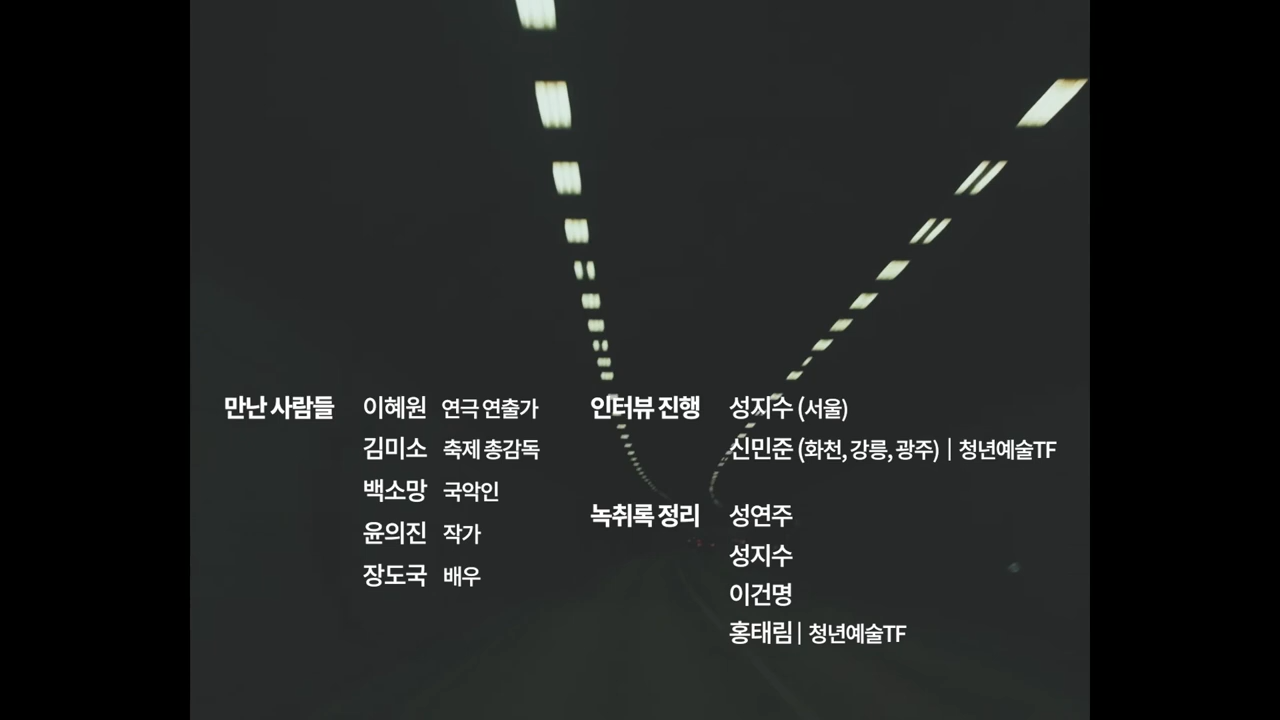 만난 사람들 이혜원 연극 연출가
김미소 축제 총감독
백소망 국악인
윤의진 작가
장도국 배우
인터뷰 진행 성지수 (서울)
신민준 (화천, 강릉, 광주) | 청년예술TF
녹취록 정리 성연주
성지수
이건명
홍태림 | 청년예술TF